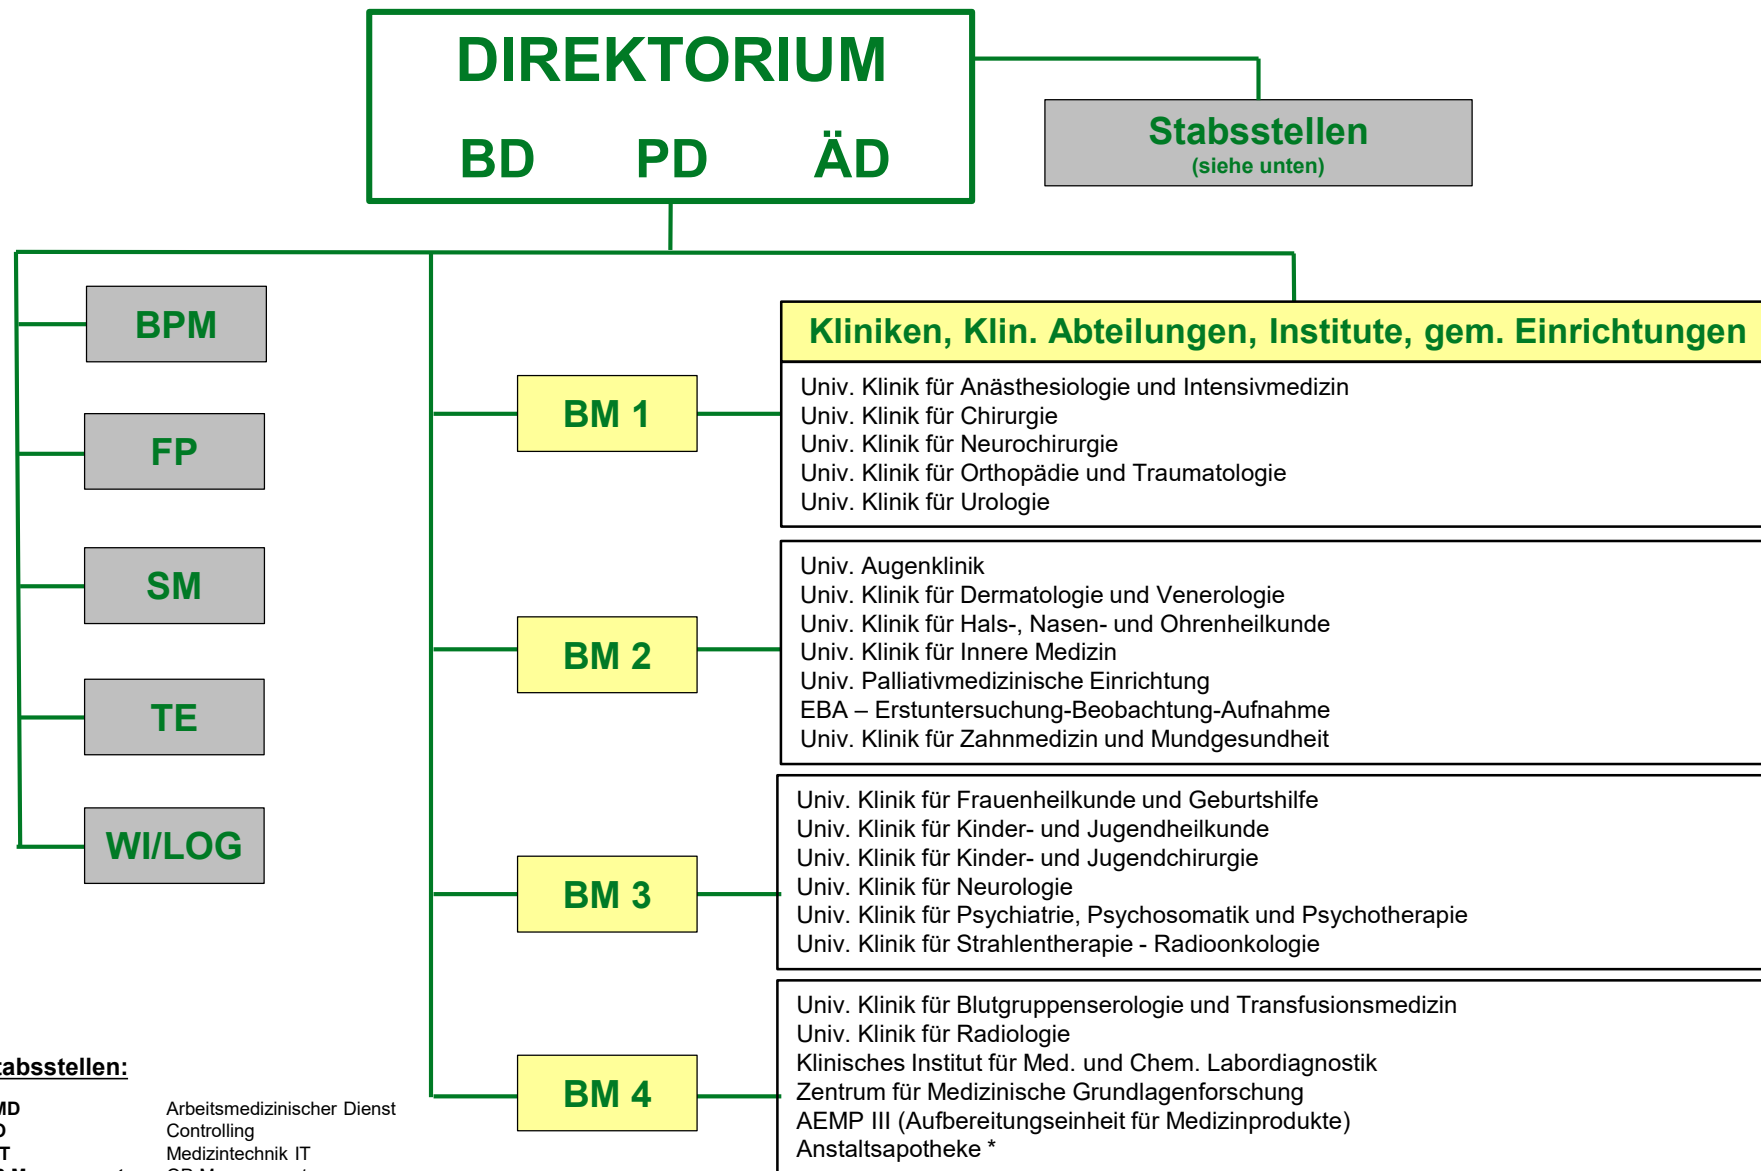 DIREKTORIUM
BD PD ÄD
Stabsstellen
(siehe unten)
BPM
FP
SM
TE
WI/LOG
Kliniken, Klin. Abteilungen, Institute, gem. Einrichtungen
BM 1
Univ. Klinik für Anästhesiologie und Intensivmedizin
Univ. Klinik für Chirurgie
Univ. Klinik für Neurochirurgie
Univ. Klinik für Orthopädie und Traumatologie
Univ. Klinik für Urologie
BM 2
Univ. Augenklinik
Univ. Klinik für Dermatologie und Venerologie
Univ. Klinik für Hals-, Nasen- und Ohrenheilkunde
Univ. Klinik für Innere Medizin
Univ. Palliativmedizinische Einrichtung
EBA – Erstuntersuchung-Beobachtung-Aufnahme
Univ. Klinik für Zahnmedizin und Mundgesundheit
BM 3
Univ. Klinik für Frauenheilkunde und Geburtshilfe
Univ. Klinik für Kinder- und Jugendheilkunde
Univ. Klinik für Kinder- und Jugendchirurgie
Univ. Klinik für Neurologie
Univ. Klinik für Psychiatrie, Psychosomatik und Psychotherapie
Univ. Klinik für Strahlentherapie - Radioonkologie
BM 4
Univ. Klinik für Blutgruppenserologie und Transfusionsmedizin
Univ. Klinik für Radiologie
Klinisches Institut für Med. und Chem. Labordiagnostik
Zentrum für Medizinische Grundlagenforschung
AEMP III (Aufbereitungseinheit für Medizinprodukte)
Anstaltsapotheke *
tabsstellen:
MD Arbeitsmedizinischer Dienst
Controlling
T Medizintechnik IT